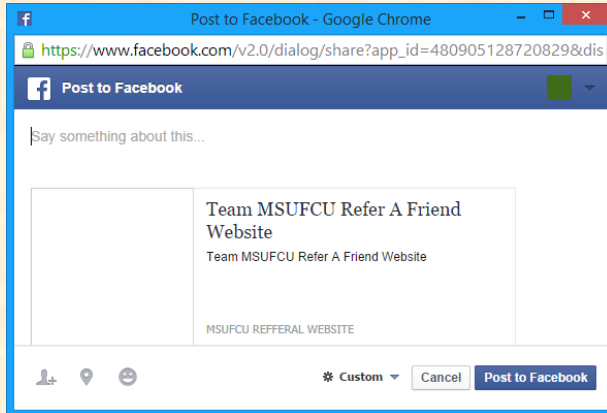 Post to Facebook - Google Chrome
https://www.facebook.com/v2.0/dialog/share?app_id=480905128720829&dis
Post to Facebook
Say something about this...
Team MSUFCU Refer A Friend
Website
Team MSUFCU Refer A Friend Website
MSUFCU REFFERAL WEBSITE
Custom Cancel Post to Facebook